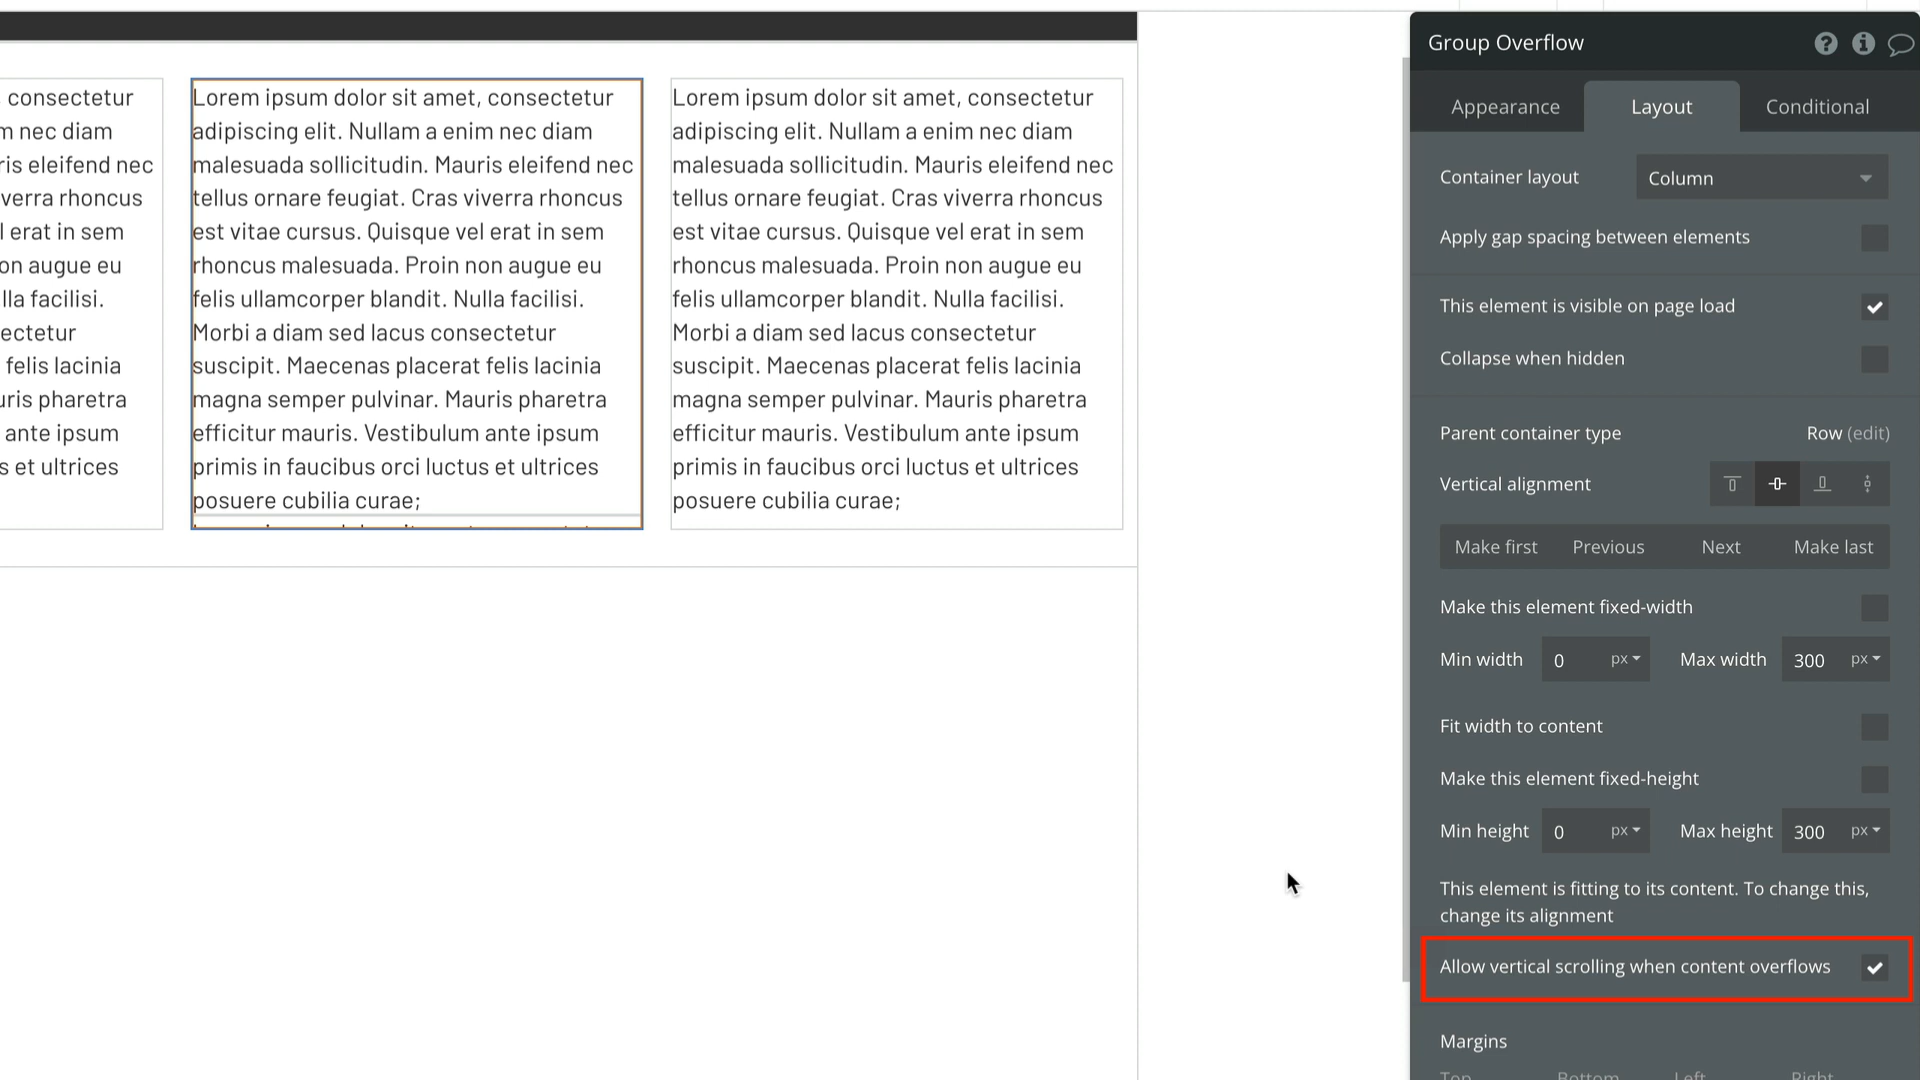 consectetur
m nec diam
ris eleifend nec
verra rhoncus
l erat in sem
on augue eu
lla facilisi.
ectetur
felis lacinia
uris pharetra
ante ipsum
s et ultrices
Lorem ipsum dolor sit amet, consectetur
adipiscing elit. Nullam a enim nec diam
malesuada sollicitudin. Mauris eleifend nec
tellus ornare feugiat. Cras viverra rhoncus
est vitae cursus. Quisque vel erat in sem
rhoncus malesuada. Proin non augue eu
felis ullamcorper blandit. Nulla facilisi.
Morbi a diam sed lacus consectetur
suscipit. Maecenas placerat felis lacinia
magna semper pulvinar. Mauris pharetra
efficitur mauris. Vestibulum ante ipsum
primis in faucibus orci luctus et ultrices
posuere cubilia curae;
Lorem ipsum dolor sit amet, consectetur
adipiscing elit. Nullam a enim nec diam
malesuada sollicitudin. Mauris eleifend nec
tellus ornare feugiat. Cras viverra rhoncus
est vitae cursus. Quisque vel erat in sem
rhoncus malesuada. Proin non augue eu
felis ullamcorper blandit. Nulla facilisi.
Morbi a diam sed lacus consectetur
suscipit. Maecenas placerat felis lacinia
magna semper pulvinar. Mauris pharetra
efficitur mauris. Vestibulum ante ipsum
primis in faucibus orci luctus et ultrices
posuere cubilia curae;
Group Overflow
Appearance Layout Conditional
Container layout Column
Apply gap spacing between elements
This element is visible on page load
Collapse when hidden
Parent container type Row (edit)
Vertical alignment
Make first Previous Next Make last
Make this element fixed-width
Min width 0 px Max width 300 px
Fit width to content
Make this element fixed-height
Min height 0 px Max height 300 px
This element is fitting to its content. To change this,
change its alignment
Allow vertical scrolling when content overflows
Margins
Top Bottom Left Right